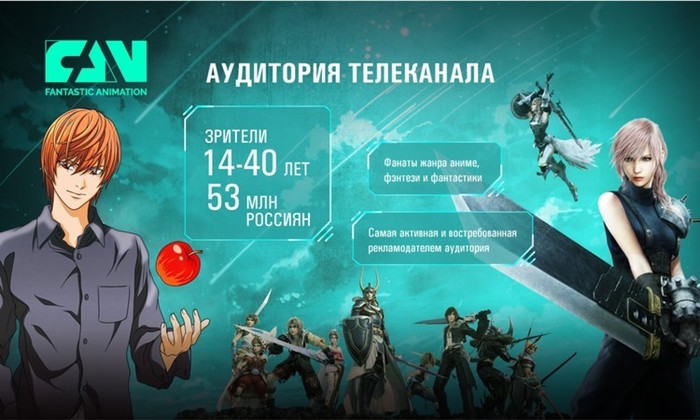 FAN
FANTASTIC ANIMATION
АУДИТОРИЯ ТЕЛЕКАНАЛА
ЗРИТЕЛИ
14-40 ЛЕТ
53 МЛН
РОССИЯН
Фанаты жанра аниме,
фэнтези и фантастики
Самая активная и востребованная
рекламодателем аудитория